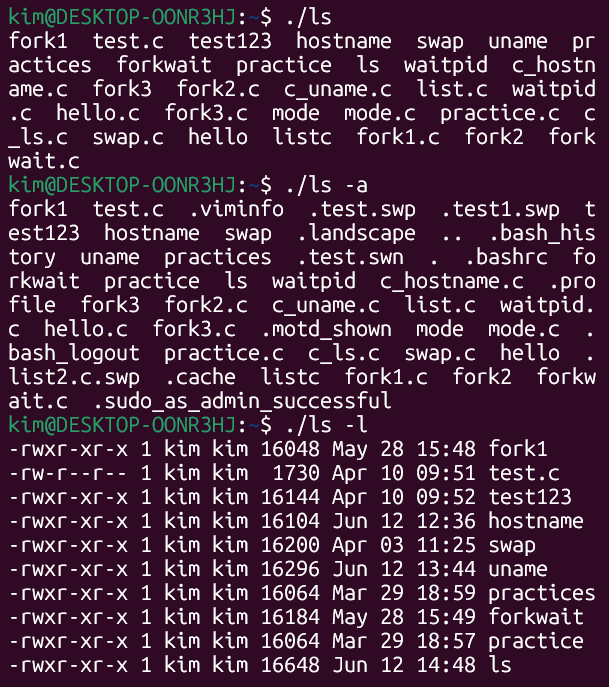 kim@DESKTOP-OONR3HJ:~$ ./ls
fork1  test.c  test123  hostname  swap  uname  pr
actices  forkwait  practice  ls  waitpid  c_hostn
ame.c  fork3  fork2.c  c_uname.c  list.c  waitpid
.c  hello.c  fork3.c  mode  mode.c  practice.c  c
_ls.c  swap.c  hello  listc  fork1.c  fork2  fork
wait.c
kim@DESKTOP-OONR3HJ:~$ ./ls -a
fork1  test.c  .viminfo  .test.swp  .test1.swp  t
est123  hostname  swap  .landscape  ..  .bash_his
tory  uname  practices  .test.swn  .  .bashrc  fo
rkwait  practice  ls  waitpid  c_hostname.c  .pro
file  fork3  fork2.c  c_uname.c  list.c  waitpid.
c  hello.c  fork3.c  .motd_shown  mode  mode.c  .
bash_logout  practice.c  c_ls.c  swap.c  hello  .
list2.c.swp  .cache  listc  fork1.c  fork2  forkw
ait.c  .sudo_as_admin_successful
kim@DESKTOP-OONR3HJ:~$ ./ls -l
-rwxr-xr-x 1 kim kim 16048 May 28 15:48 fork1
-rw-r--r-- 1 kim kim  1730 Apr 10 09:51 test.c
-rwxr-xr-x 1 kim kim 16144 Apr 10 09:52 test123
-rwxr-xr-x 1 kim kim 16104 Jun 12 12:36 hostname
-rwxr-xr-x 1 kim kim 16200 Apr 03 11:25 swap
-rwxr-xr-x 1 kim kim 16296 Jun 12 13:44 uname
-rwxr-xr-x 1 kim kim 16064 Mar 29 18:59 practices
-rwxr-xr-x 1 kim kim 16184 May 28 15:49 forkwait
-rwxr-xr-x 1 kim kim 16064 Mar 29 18:57 practice
-rwxr-xr-x 1 kim kim 16648 Jun 12 14:48 ls